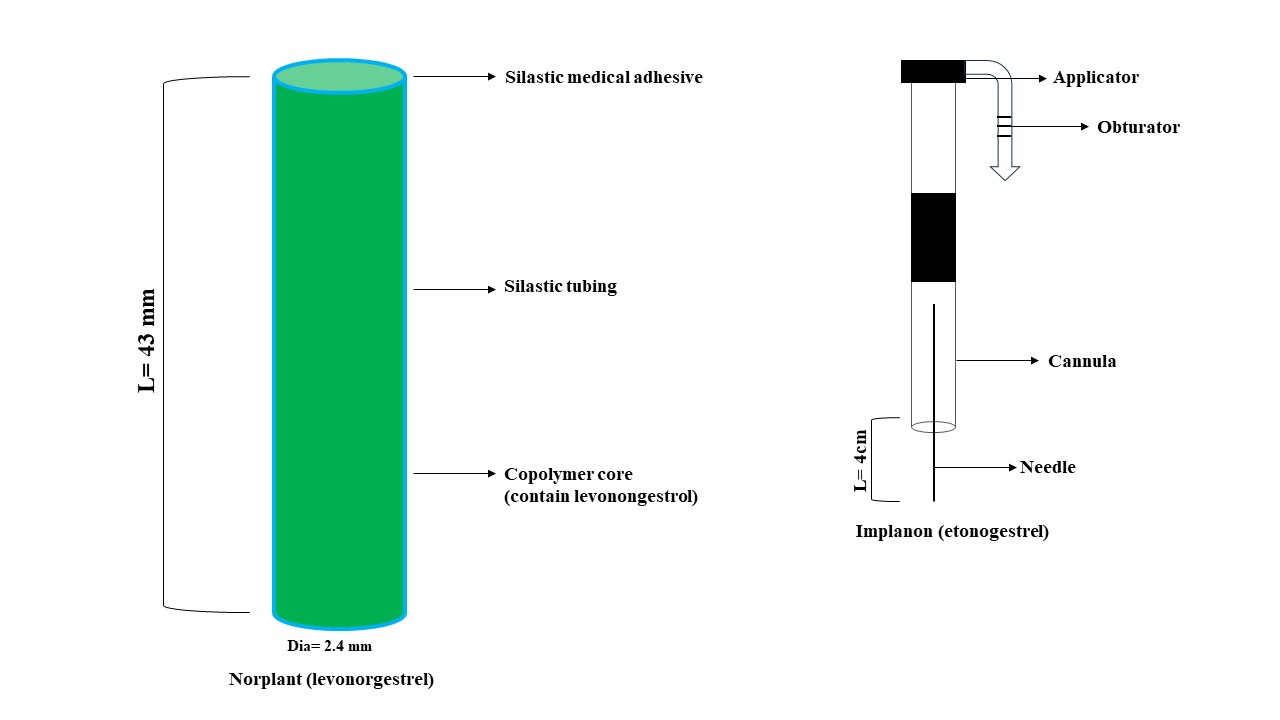 Silastic medical adhesive
Silastic tubing
L= 43 mm
Copolymer core
(contain levonongestrol)
Dia= 2.4 mm
Norplant (levonorgestrel)
Applicator
Obturator
Cannula
L= 4cm
Needle
Implanon (etonogestrel)